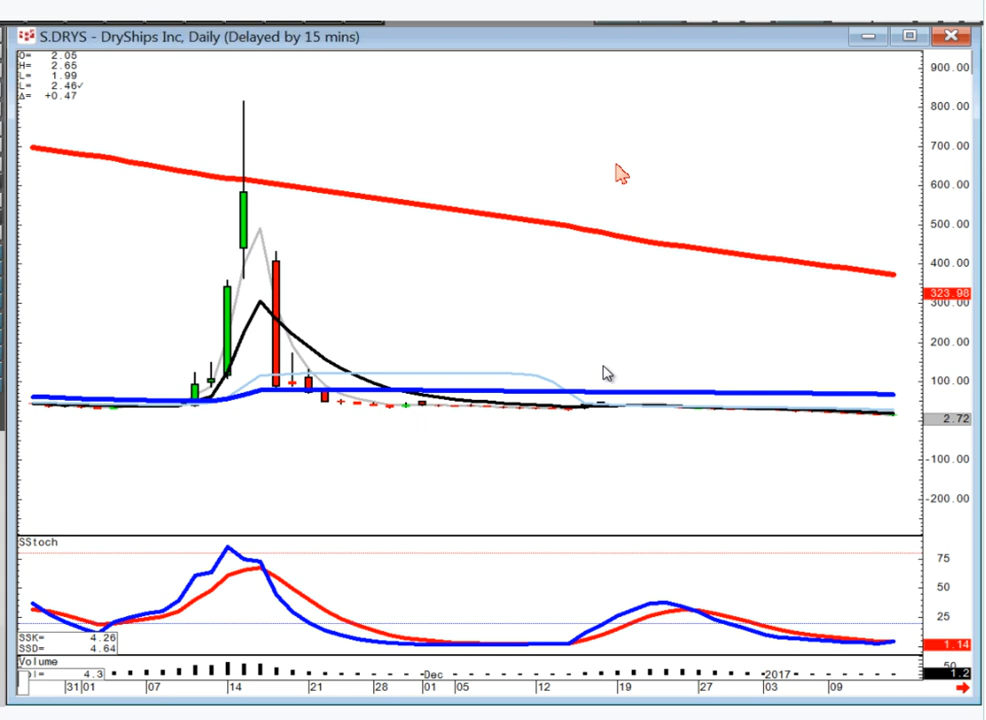 S.DRYS - DryShips Inc, Daily (Delayed by 15 mins)
O= 2.05
H= 2.65
L= 1.99
L= 2.46✓
Δ= +0.47
900.00
800.00
700.00
600.00
500.00
400.00
323.98
300.00
200.00
100.00
2.72
-100.00
-200.00
SStoch
75
50
25
SSK= 4.26
SSD= 4.64
1.14
Volume
50
4.3
1.2
Dec
2017
31 01 07 14 21 28 01 05 12 19 27 03 09